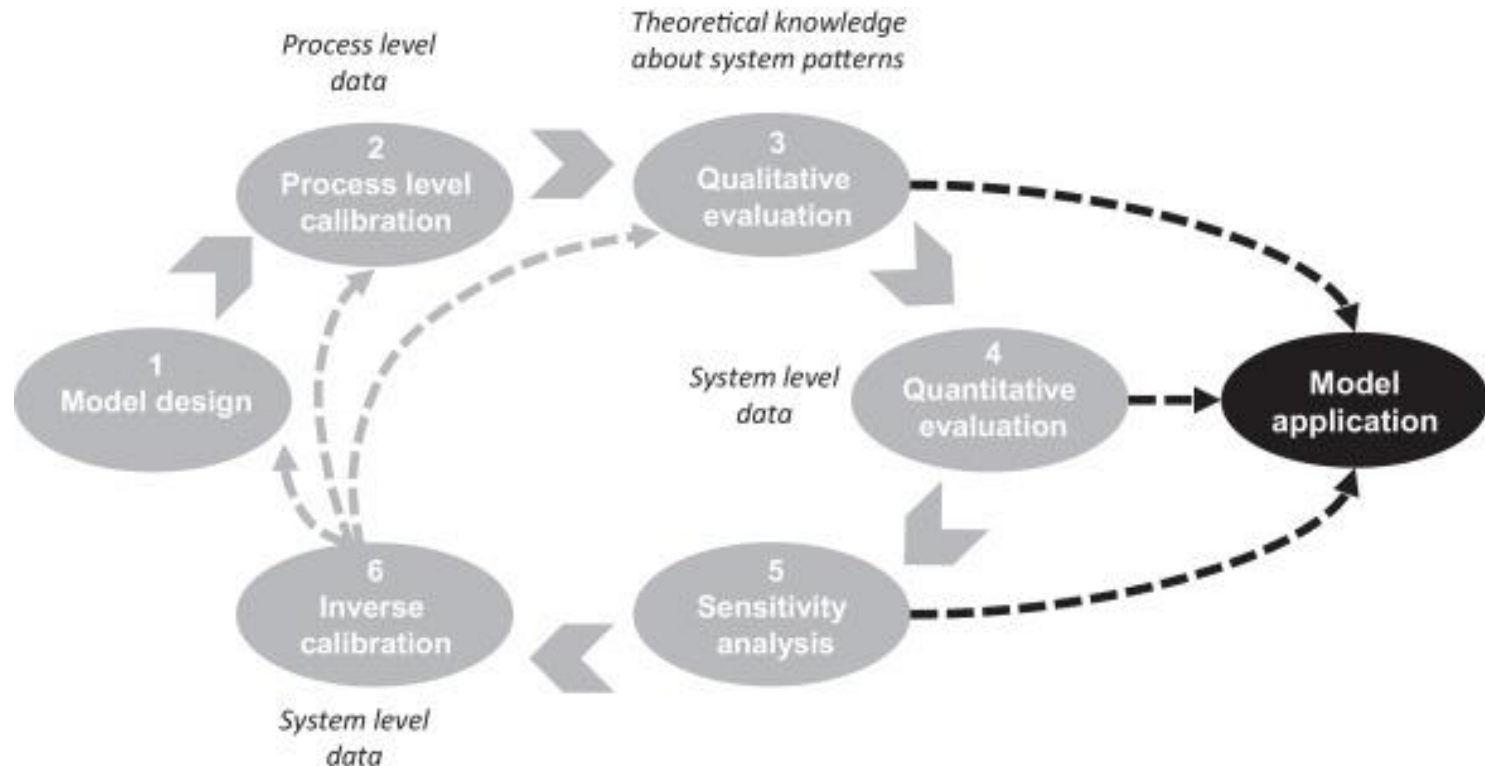 Process level
data
Theoretical knowledge
about system patterns
2
Process level
calibration
3
Qualitative
evaluation
1
Model design
System level
data
4
Quantitative
evaluation
Model
application
6
Inverse
calibration
5
Sensitivity
analysis
System level
data